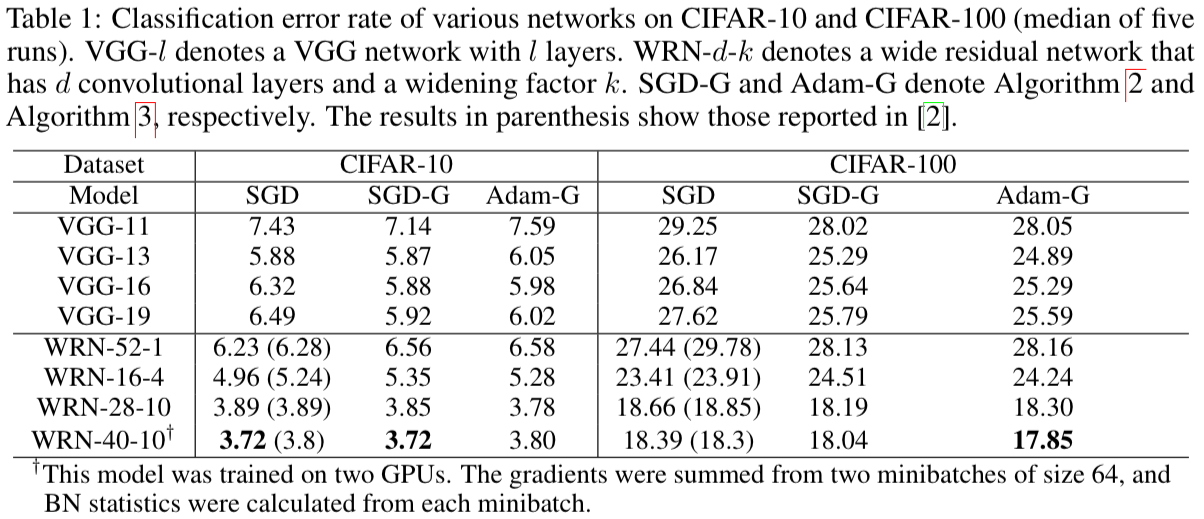 Table 1: Classification error rate of various networks on CIFAR-10 and CIFAR-100 (median of five
runs). VGG-l denotes a VGG network with l layers. WRN-d-k denotes a wide residual network that
has d convolutional layers and a widening factor k. SGD-G and Adam-G denote Algorithm 2 and
Algorithm 3, respectively. The results in parenthesis show those reported in [2].
Dataset CIFAR-10 CIFAR-100
Model SGD SGD-G Adam-G SGD SGD-G Adam-G
VGG-11 7.43 7.14 7.59 29.25 28.02 28.05
VGG-13 5.88 5.87 6.05 26.17 25.29 24.89
VGG-16 6.32 5.88 5.98 26.84 25.64 25.29
VGG-19 6.49 5.92 6.02 27.62 25.79 25.59
WRN-52-1 6.23 (6.28) 6.56 6.58 27.44 (29.78) 28.13 28.16
WRN-16-4 4.96 (5.24) 5.35 5.28 23.41 (23.91) 24.51 24.24
WRN-28-10 3.89 (3.89) 3.85 3.78 18.66 (18.85) 18.19 18.30
WRN-40-10† 3.72 (3.8) 3.72 3.80 18.39 (18.3) 18.04 17.85
†This model was trained on two GPUs. The gradients were summed from two minibatches of size 64, and
BN statistics were calculated from each minibatch.